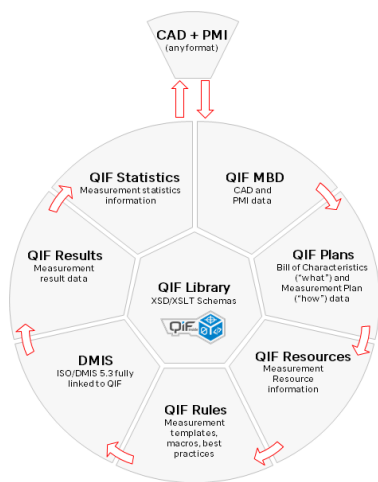 CAD + PMI
(anyformat)
QIF Statistics
Measurement statistics
information
QIF MBD
CAD and
PMI data
QIF Results
Measurement
result data
QIF Plans
Bill of Characteristics
("what") and
Measurement Plan
("how") data
QIF Library
XSD/XSLT Schemas
QiF
DMIS
ISO/DMIS 5.3 fully
linked to QIF
QIF Resources
Measurement
Resource
information
QIF Rules
Measurement
templates,
macros, best
practices